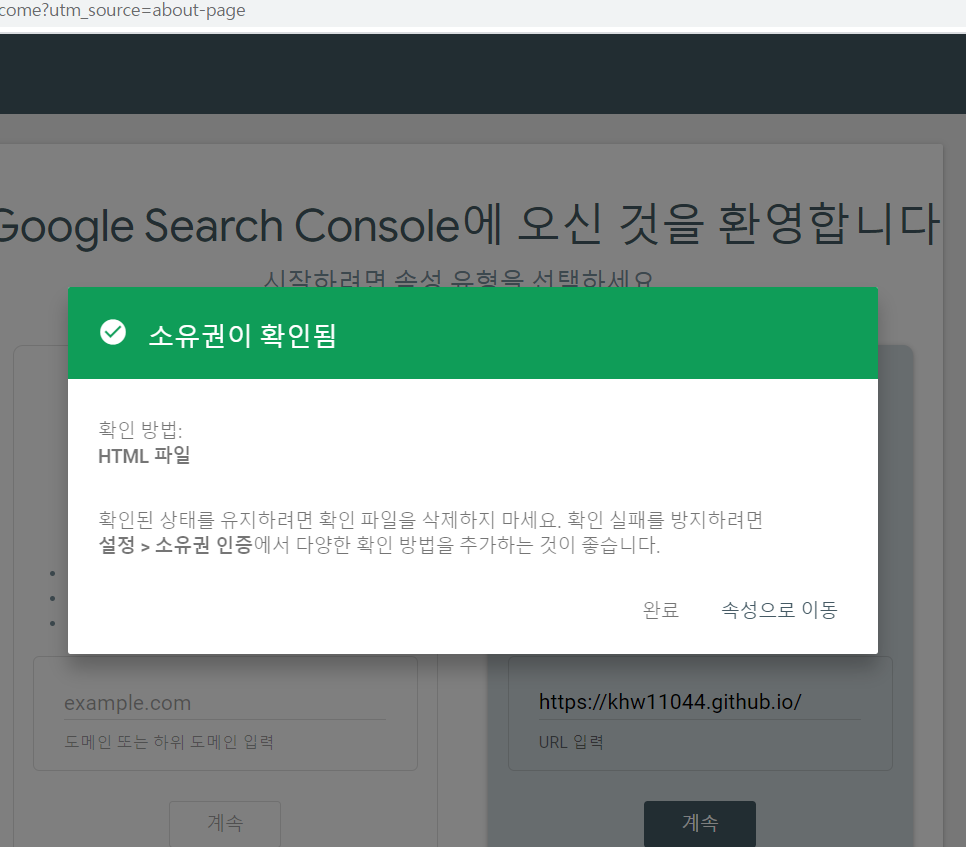 come?utm_source=about-page
Google Search Console에 오신 것을 환영합니다
시작하려면 속성 유형을 선택하세요
소유권이 확인됨
확인 방법:
HTML 파일
확인된 상태를 유지하려면 확인 파일을 삭제하지 마세요. 확인 실패를 방지하려면
설정 > 소유권 인증에서 다양한 확인 방법을 추가하는 것이 좋습니다.
완료 속성으로 이동
example.com
도메인 또는 하위 도메인 입력
계속
https://khw11044.github.io/
URL 입력
계속